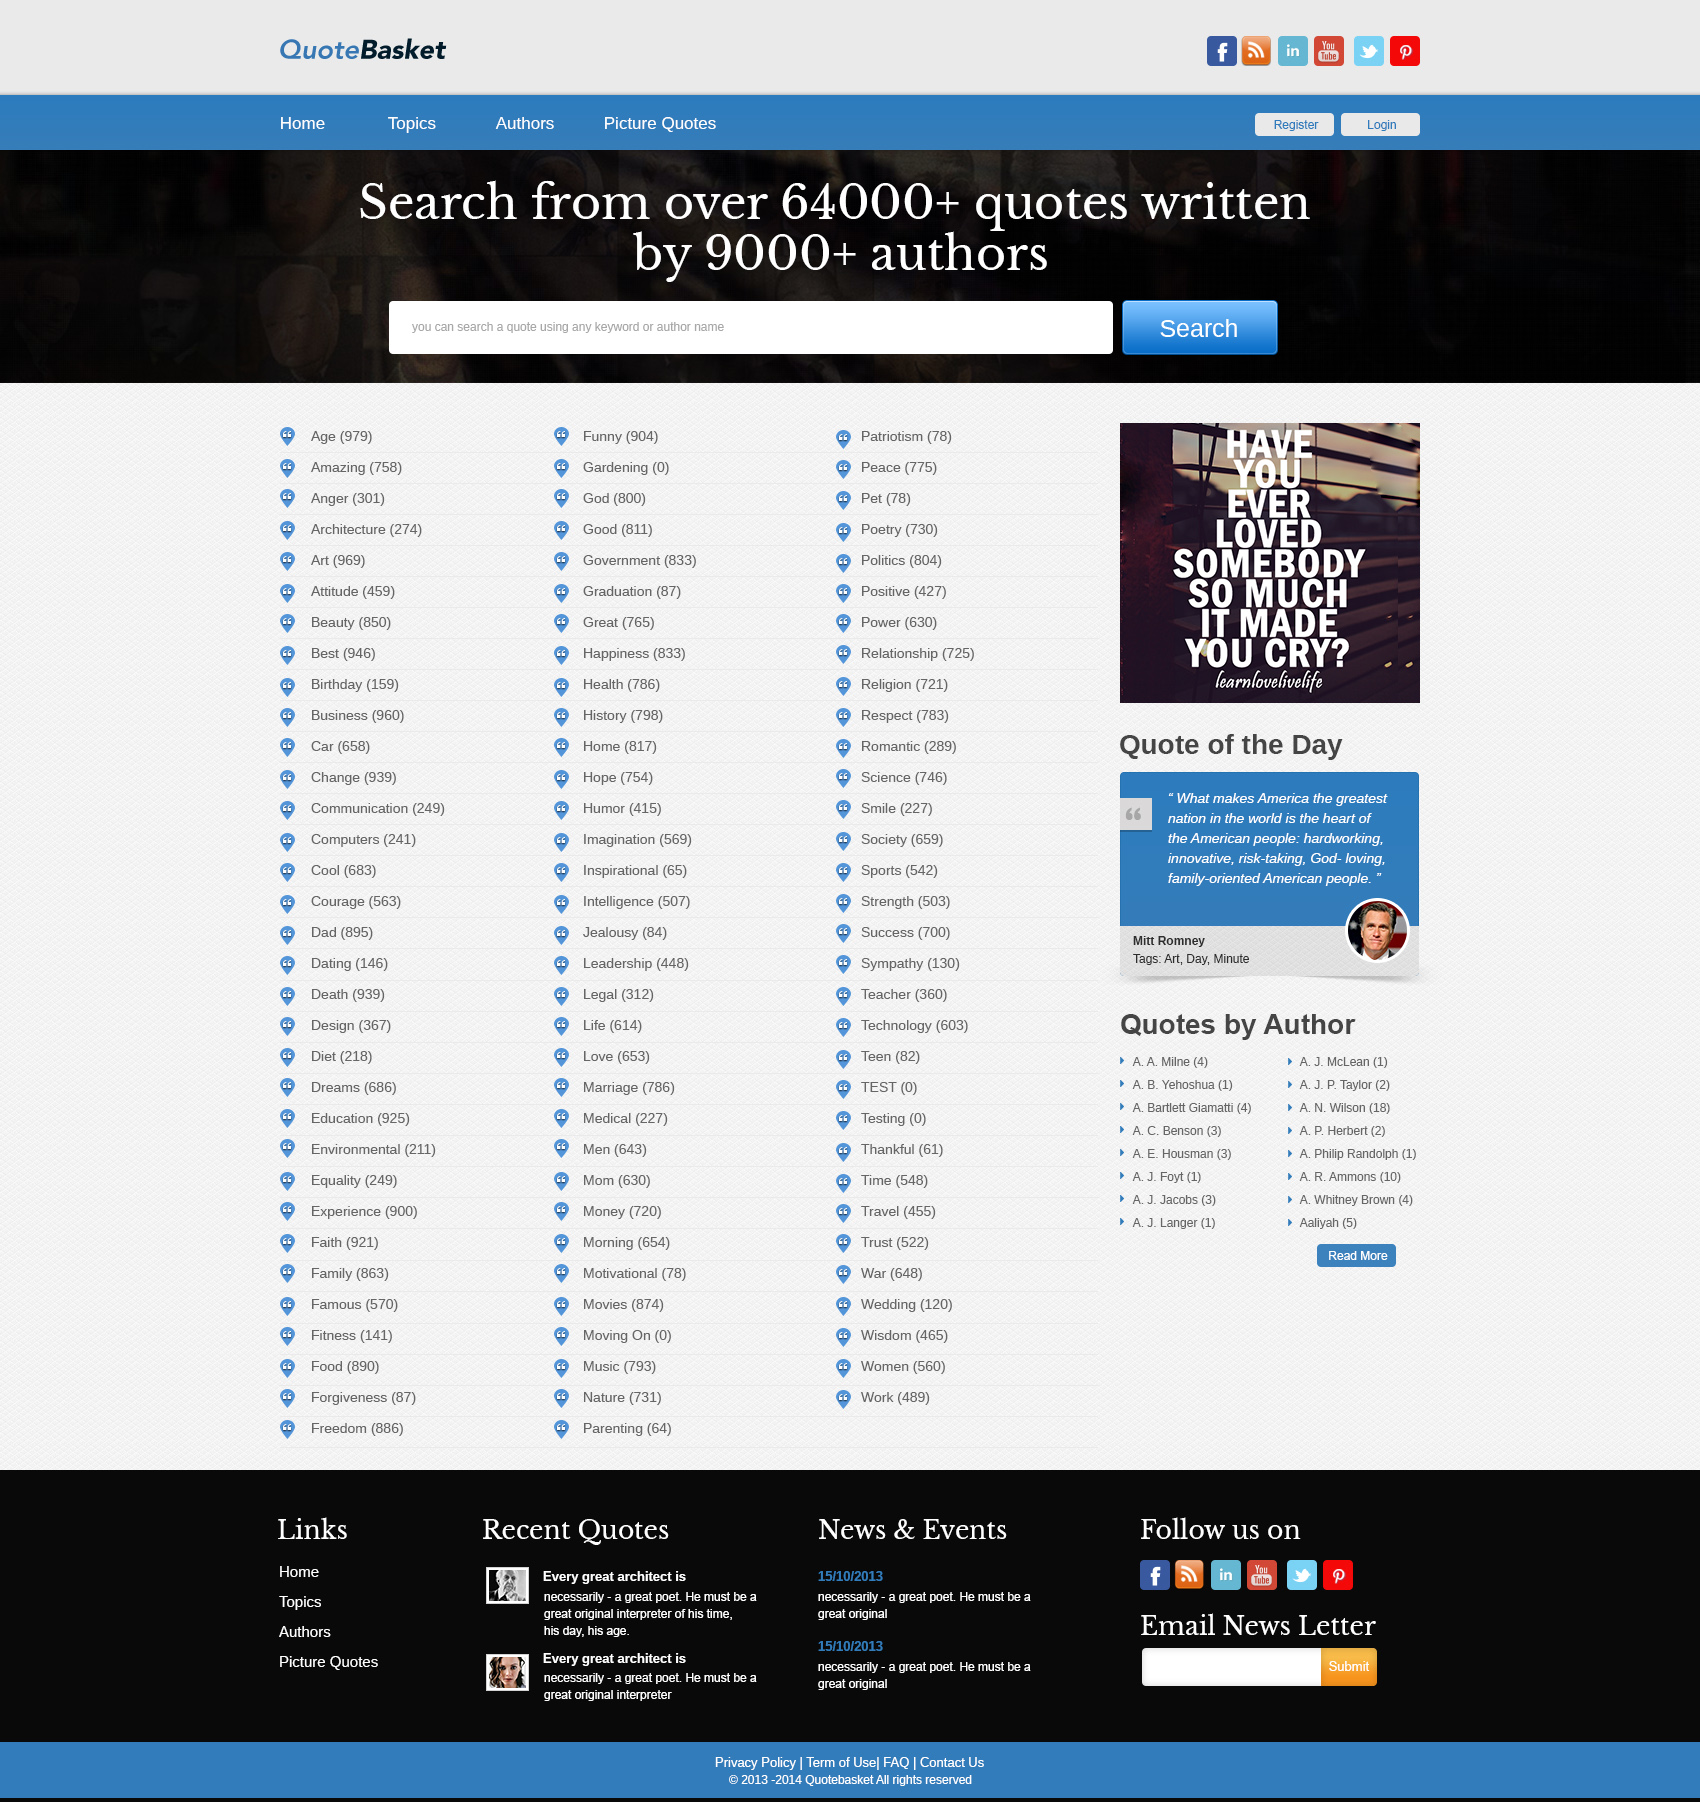 QuoteBasket
You
Tube
Home
Topics
Authors
Picture Quotes
Register
Login
Search from over 64000+ quotes written
by 9000+ authors
you can search a quote using any keyword or author name
Search
Age (979)
Amazing (758)
Anger (301)
Architecture (274)
Art (969)
Attitude (459)
Beauty (850)
Best (946)
Birthday (159)
Business (960)
Car (658)
Change (939)
Communication (249)
Computers (241)
Cool (683)
Courage (563)
Dad (895)
Dating (146)
Death (939)
Design (367)
Diet (218)
Dreams (686)
Education (925)
Environmental (211)
Equality (249)
Experience (900)
Faith (921)
Family (863)
Famous (570)
Fitness (141)
Food (890)
Forgiveness (87)
Freedom (886)
Funny (904)
Gardening (0)
God (800)
Good (811)
Government (833)
Graduation (87)
Great (765)
Happiness (833)
Health (786)
History (798)
Home (817)
Hope (754)
Humor (415)
Imagination (569)
Inspirational (65)
Intelligence (507)
Jealousy (84)
Leadership (448)
Legal (312)
Life (614)
Love (653)
Marriage (786)
Medical (227)
Men (643)
Mom (630)
Money (720)
Morning (654)
Motivational (78)
Movies (874)
Moving On (0)
Music (793)
Nature (731)
Parenting (64)
Patriotism (78)
Peace (775)
Pet (78)
Poetry (730)
Politics (804)
Positive (427)
Power (630)
Relationship (725)
Religion (721)
Respect (783)
Romantic (289)
Science (746)
Smile (227)
Society (659)
Sports (542)
Strength (503)
Success (700)
Sympathy (130)
Teacher (360)
Technology (603)
Teen (82)
TEST (0)
Testing (0)
Thankful (61)
Time (548)
Travel (455)
Trust (522)
War (648)
Wedding (120)
Wisdom (465)
Women (560)
Work (489)
HAVE
YOU
EVER
LOVED
SOMEBODY
SO MUCH
IT MADE
YOU CRY?
learnlovelivelife
Quote of the Day
“ What makes America the greatest
nation in the world is the heart of
the American people: hardworking,
innovative, risk-taking, God- loving,
family-oriented American people. ”
Mitt Romney
Tags: Art, Day, Minute
Quotes by Author
A. A. Milne (4)
A. B. Yehoshua (1)
A. Bartlett Giamatti (4)
A. C. Benson (3)
A. E. Housman (3)
A. J. Foyt (1)
A. J. Jacobs (3)
A. J. Langer (1)
A. J. McLean (1)
A. J. P. Taylor (2)
A. N. Wilson (18)
A. P. Herbert (2)
A. Philip Randolph (1)
A. R. Ammons (10)
A. Whitney Brown (4)
Aaliyah (5)
Read More
Links
Home
Topics
Authors
Picture Quotes
Recent Quotes
Every great architect is
necessarily - a great poet. He must be a
great original interpreter of his time,
his day, his age.
Every great architect is
necessarily - a great poet. He must be a
great original interpreter
News & Events
15/10/2013
necessarily - a great poet. He must be a
great original
15/10/2013
necessarily - a great poet. He must be a
great original
Follow us on
You
Tube
Email News Letter
Submit
Privacy Policy | Term of Use| FAQ | Contact Us
© 2013 -2014 Quotebasket All rights reserved